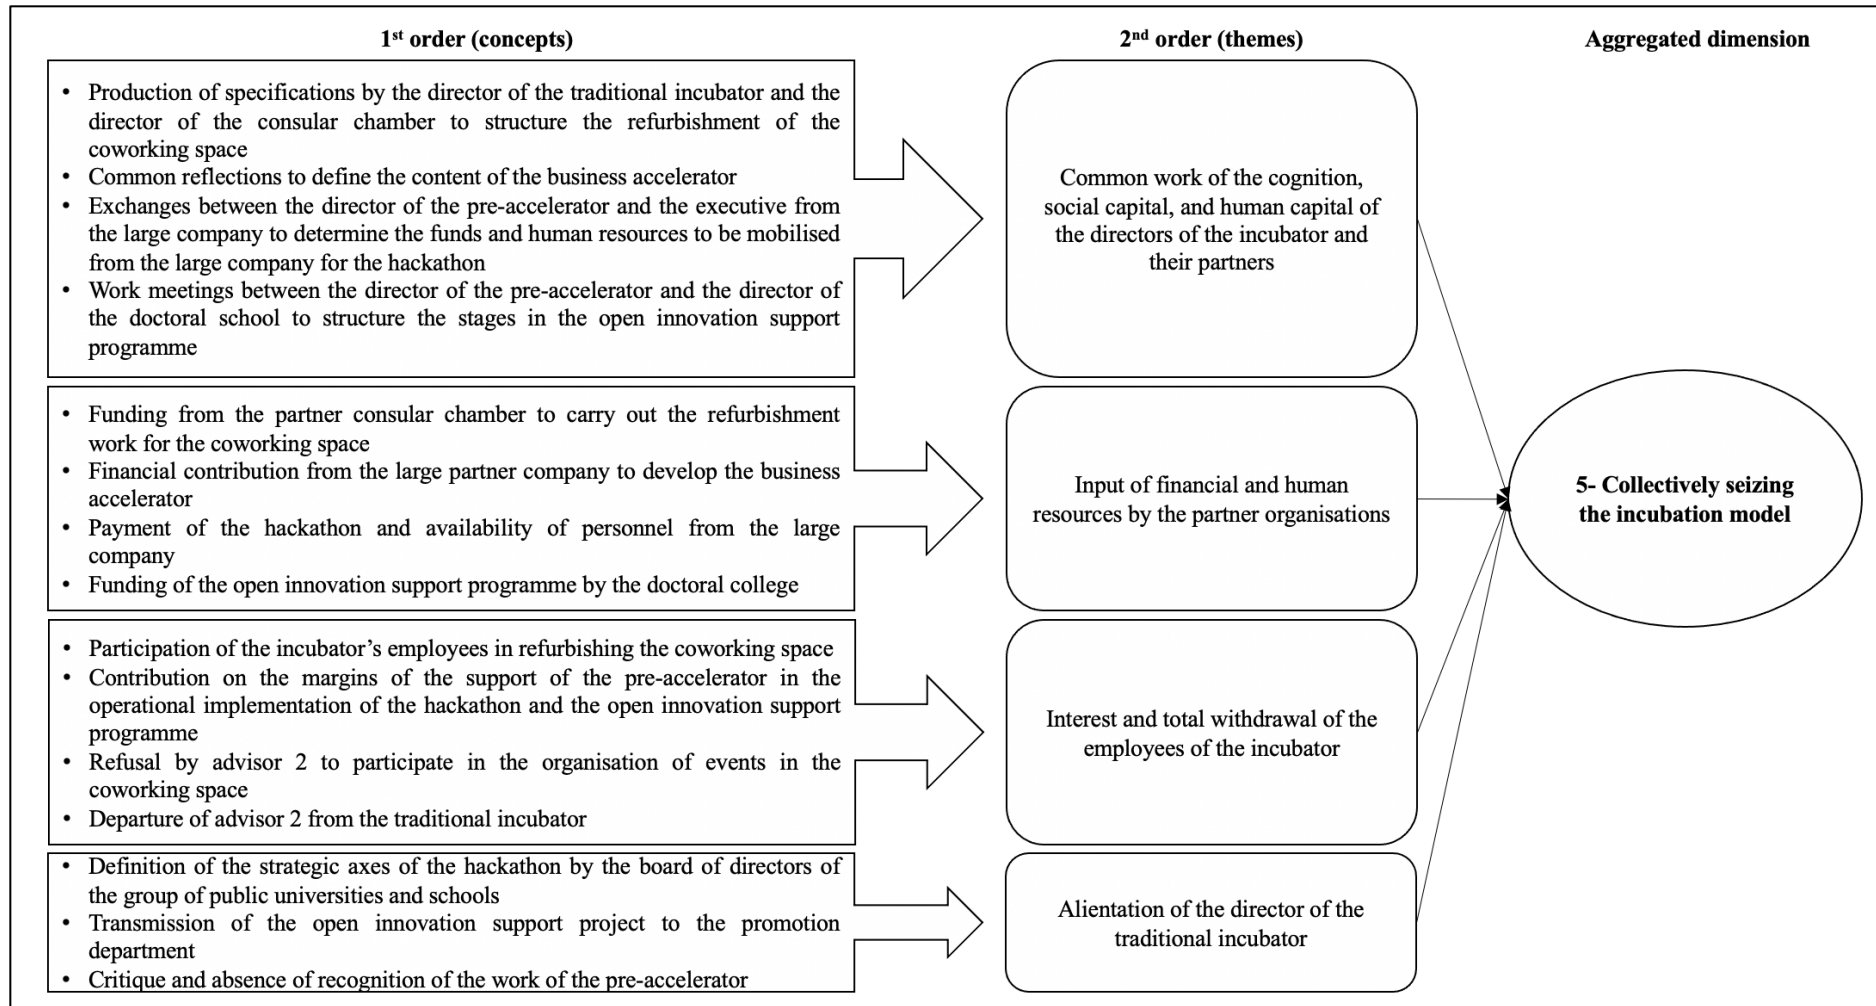 1st order (concepts)
2nd order (themes)
Aggregated dimension
• Production of specifications by the director of the traditional incubator and the
director of the consular chamber to structure the refurbishment of the
coworking space
• Common reflections to define the content of the business accelerator
• Exchanges between the director of the pre-accelerator and the executive from
the large company to determine the funds and human resources to be mobilised
from the large company for the hackathon
• Work meetings between the director of the pre-accelerator and the director of
the doctoral school to structure the stages in the open innovation support
programme
Common work of the cognition,
social capital, and human capital of
the directors of the incubator and
their partners
• Funding from the partner consular chamber to carry out the refurbishment
work for the coworking space
• Financial contribution from the large partner company to develop the business
accelerator
• Payment of the hackathon and availability of personnel from the large
company
• Funding of the open innovation support programme by the doctoral college
Input of financial and human
resources by the partner organisations
5- Collectively seizing
the incubation model
• Participation of the incubator’s employees in refurbishing the coworking space
• Contribution on the margins of the support of the pre-accelerator in the
operational implementation of the hackathon and the open innovation support
programme
• Refusal by advisor 2 to participate in the organisation of events in the
coworking space
• Departure of advisor 2 from the traditional incubator
Interest and total withdrawal of the
employees of the incubator
• Definition of the strategic axes of the hackathon by the board of directors of
the group of public universities and schools
• Transmission of the open innovation support project to the promotion
department
• Critique and absence of recognition of the work of the pre-accelerator
Alientation of the director of the
traditional incubator